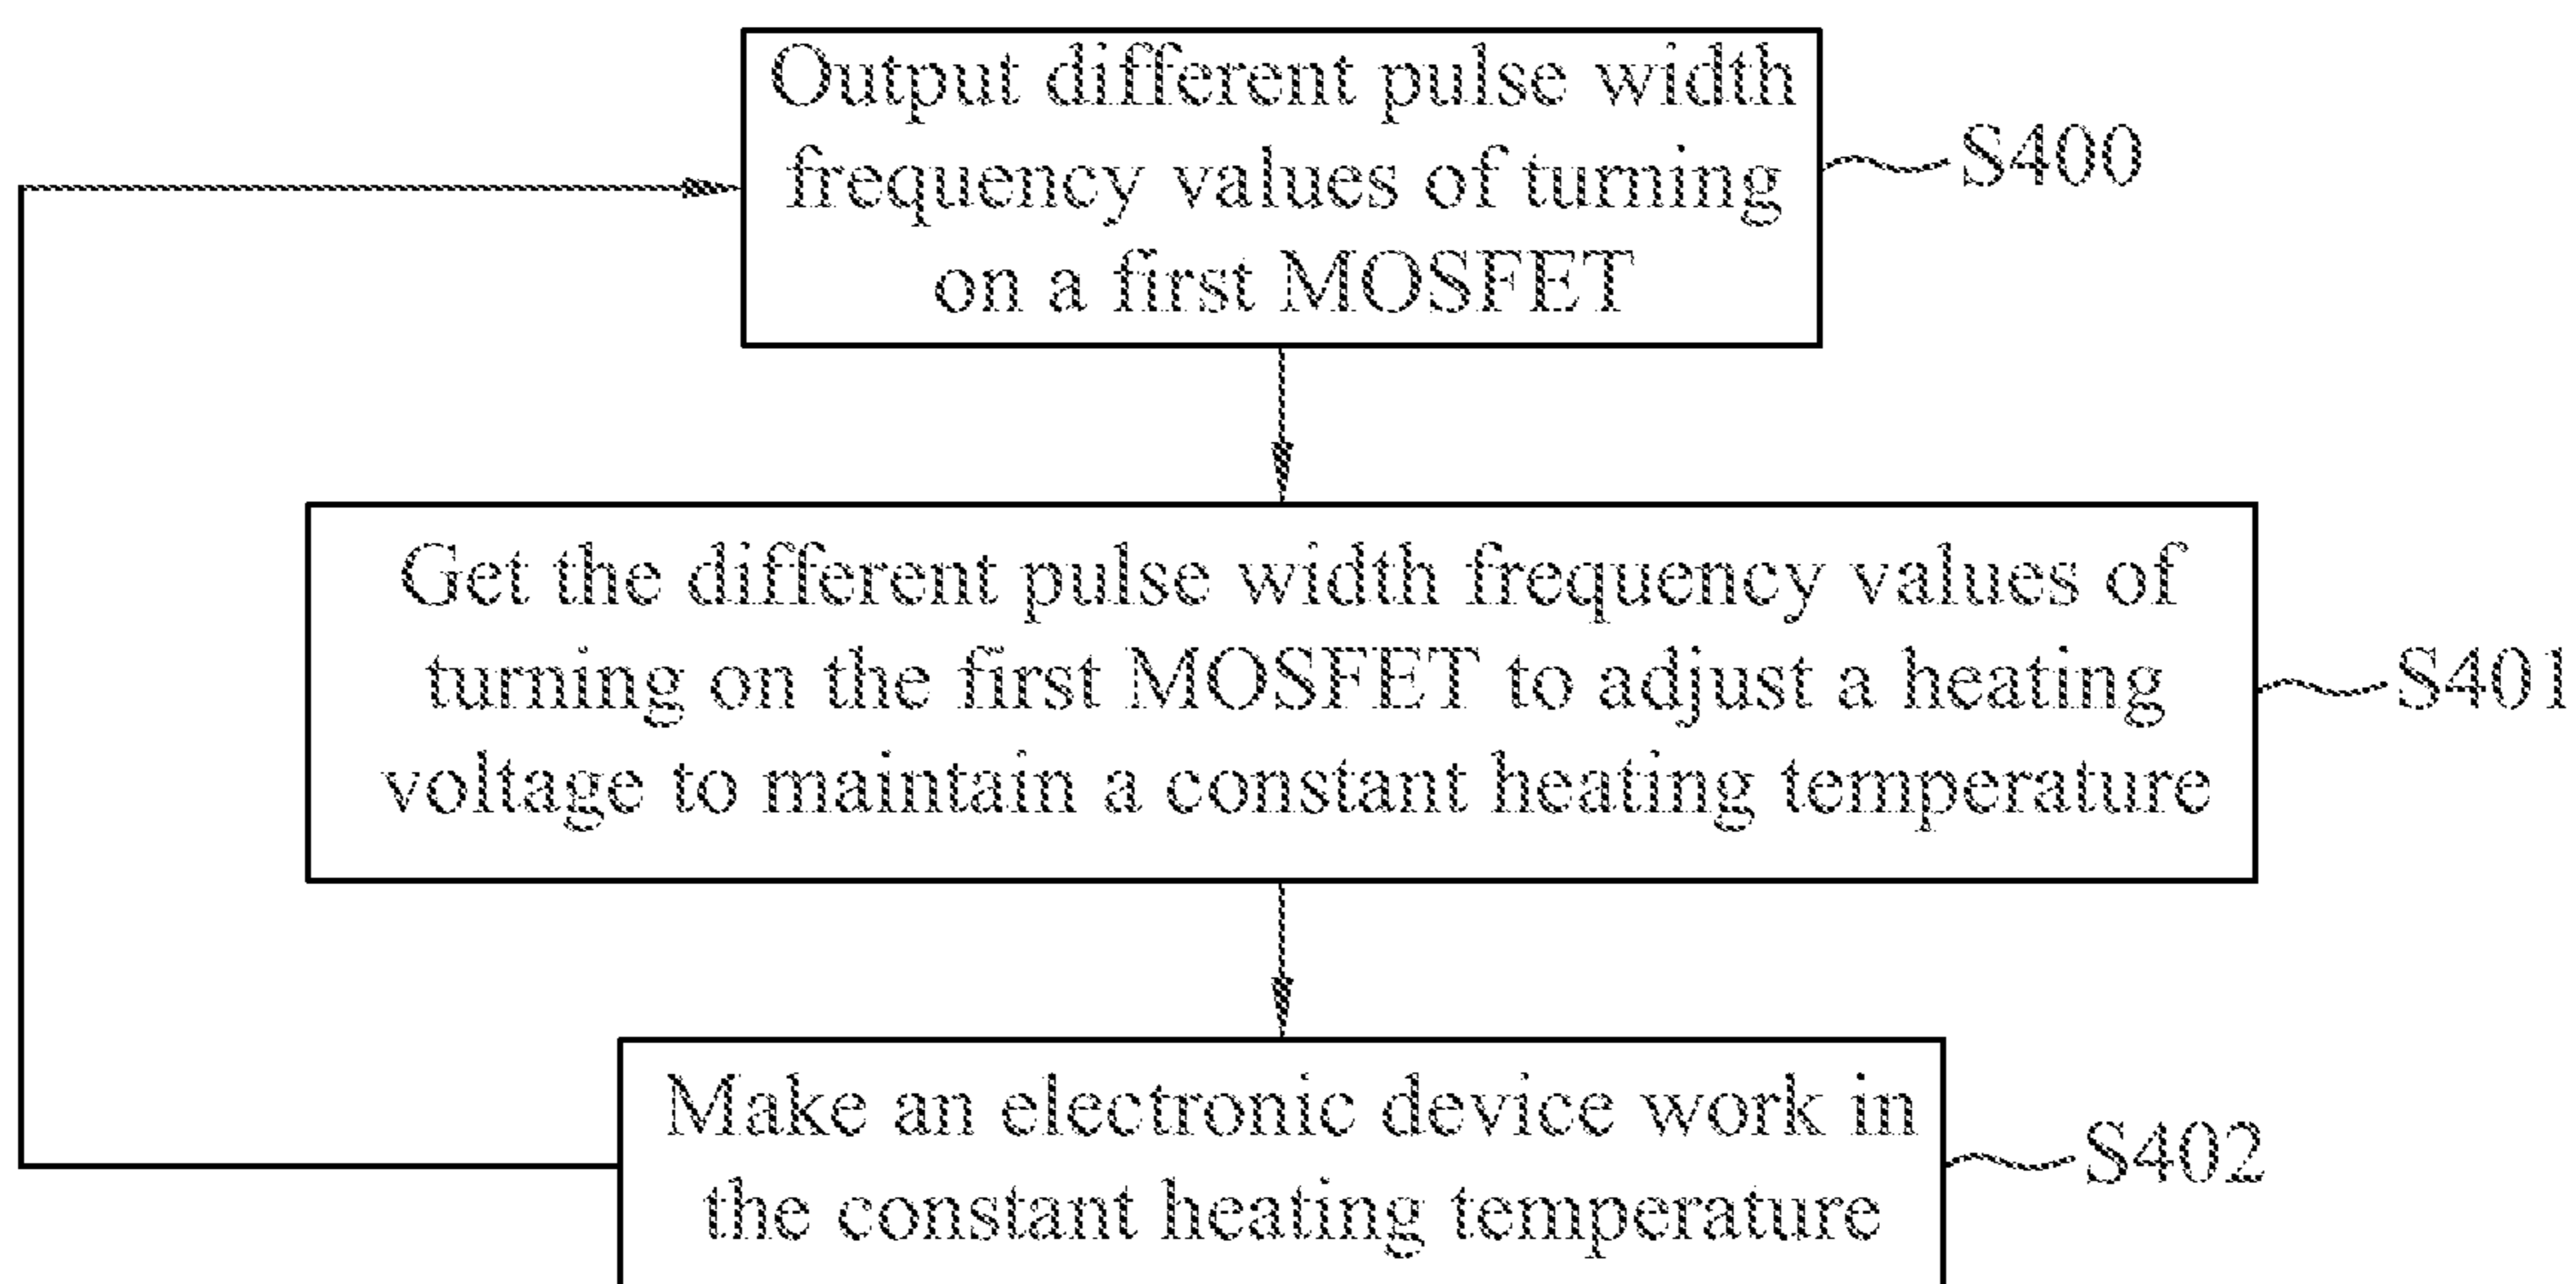 Output different pulse width
frequency values of turning
on a first MOSFET
S400
Get the different pulse width frequency values of
turning on the first MOSFET to adjust a heating
voltage to maintain a constant heating temperature
S401
Make an electronic device work in
the constant heating temperature
S402